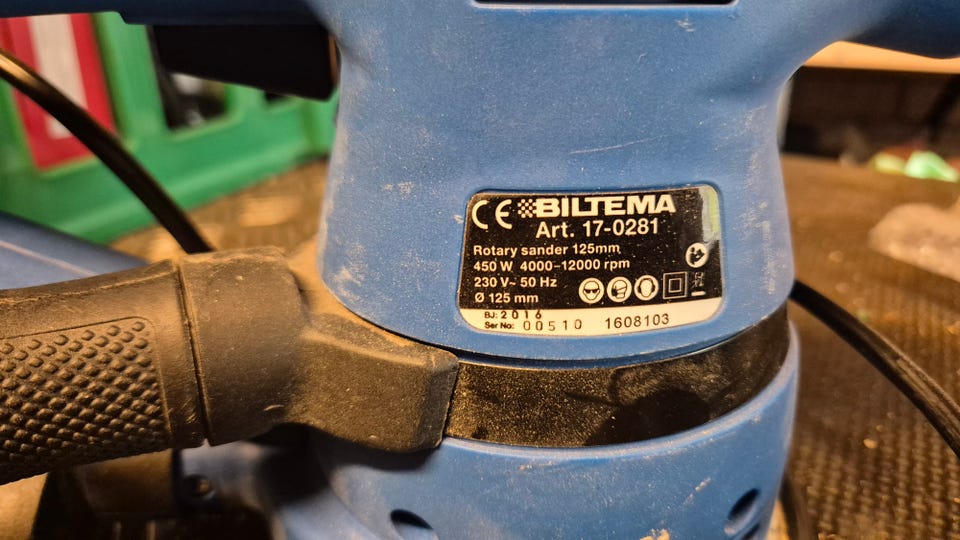 CE BILTEMA
Art. 17-0281
Rotary sander 125mm
450 W 4000-12000 rpm
230 V~ 50 Hz
Ø 125 mm
BJ: 2016
Ser No: 00510 1608103